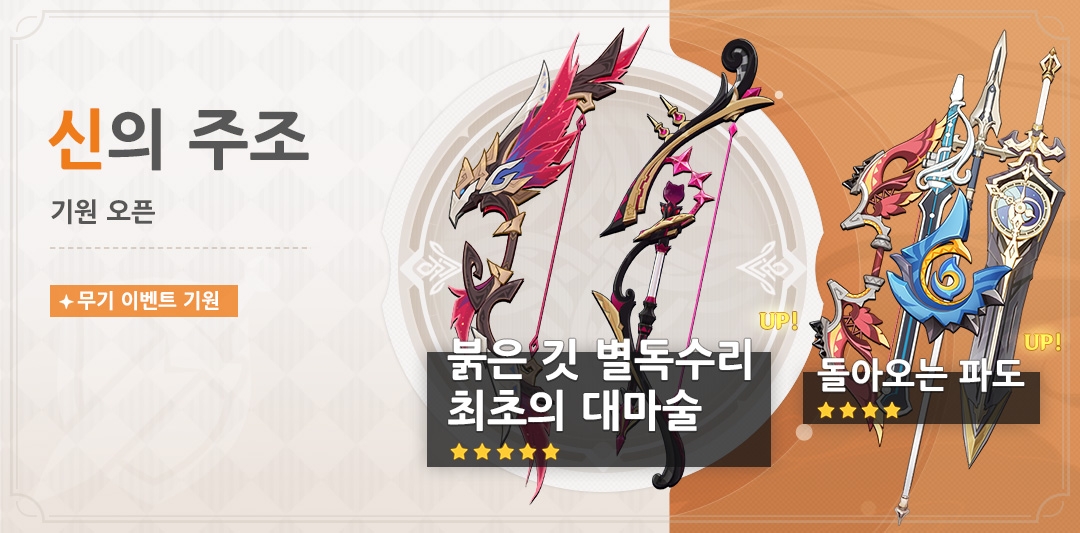 신의 주조
기원 오픈
무기 이벤트 기원
UP!
붉은 깃 별독수리
최초의 대마술
UP!
돌아오는 파도